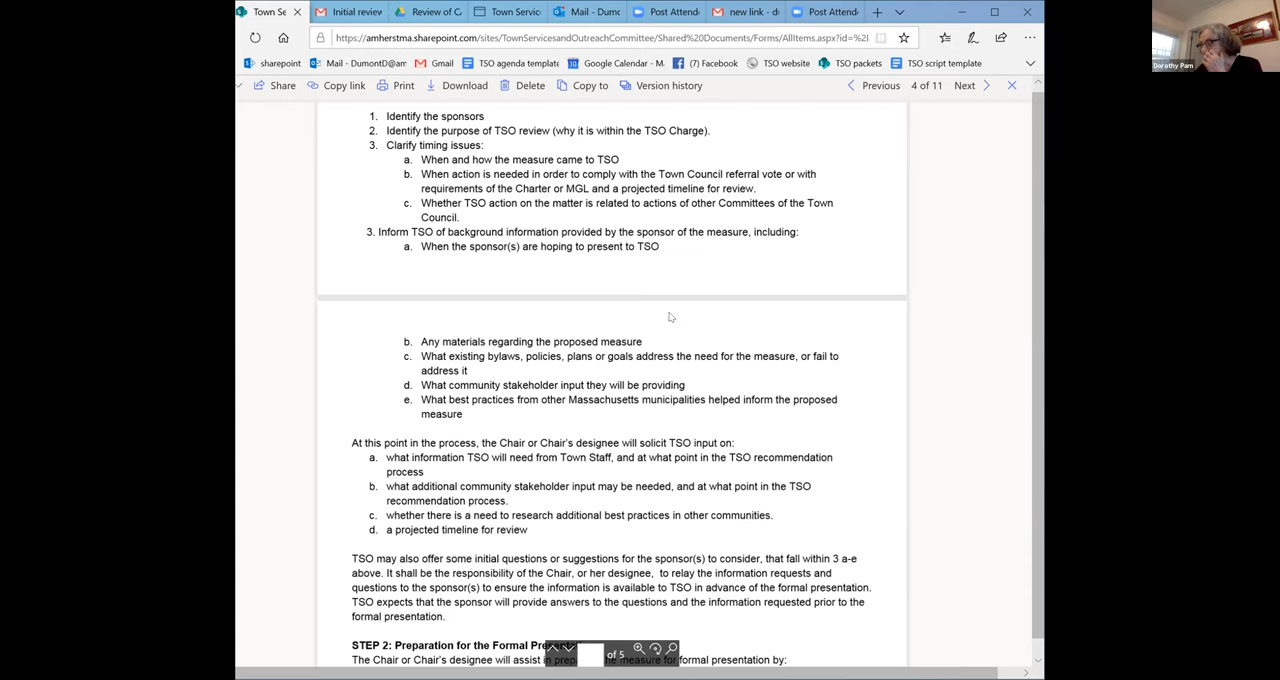 Town Se
Initial review
Review of C
Town Servic
Mail - Dumo
Post Attend
new link - d
Post Attend
https://amherstma.sharepoint.com/sites/TownServicesandOutreachCommittee/Shared%20Documents/Forms/AllItems.aspx?id=%2I
sharepoint
Mail - DumontD@am
Gmail
TSO agenda template
Google Calendar - M
(7) Facebook
TSO website
TSO packets
TSO script template
Share
Copy link
Print
Download
Delete
Copy to
Version history
Previous
4 of 11
Next
Dorothy Pam
1. Identify the sponsors
2. Identify the purpose of TSO review (why it is within the TSO Charge).
3. Clarify timing issues:
a. When and how the measure came to TSO
b. When action is needed in order to comply with the Town Council referral vote or with
requirements of the Charter or MGL and a projected timeline for review.
c. Whether TSO action on the matter is related to actions of other Committees of the Town
Council.
3. Inform TSO of background information provided by the sponsor of the measure, including:
a. When the sponsor(s) are hoping to present to TSO
b. Any materials regarding the proposed measure
c. What existing bylaws, policies, plans or goals address the need for the measure, or fail to
address it
d. What community stakeholder input they will be providing
e. What best practices from other Massachusetts municipalities helped inform the proposed
measure
At this point in the process, the Chair or Chair's designee will solicit TSO input on:
a. what information TSO will need from Town Staff, and at what point in the TSO recommendation
process
b. what additional community stakeholder input may be needed, and at what point in the TSO
recommendation process.
c. whether there is a need to research additional best practices in other communities.
d. a projected timeline for review
TSO may also offer some initial questions or suggestions for the sponsor(s) to consider, that fall within 3 a-e
above. It shall be the responsibility of the Chair, or her designee, to relay the information requests and
questions to the sponsor(s) to ensure the information is available to TSO in advance of the formal presentation.
TSO expects that the sponsor will provide answers to the questions and the information requested prior to the
formal presentation.
STEP 2: Preparation for the Formal
of 5
The Chair or Chair's designee will assist in measure for formal presentation by: